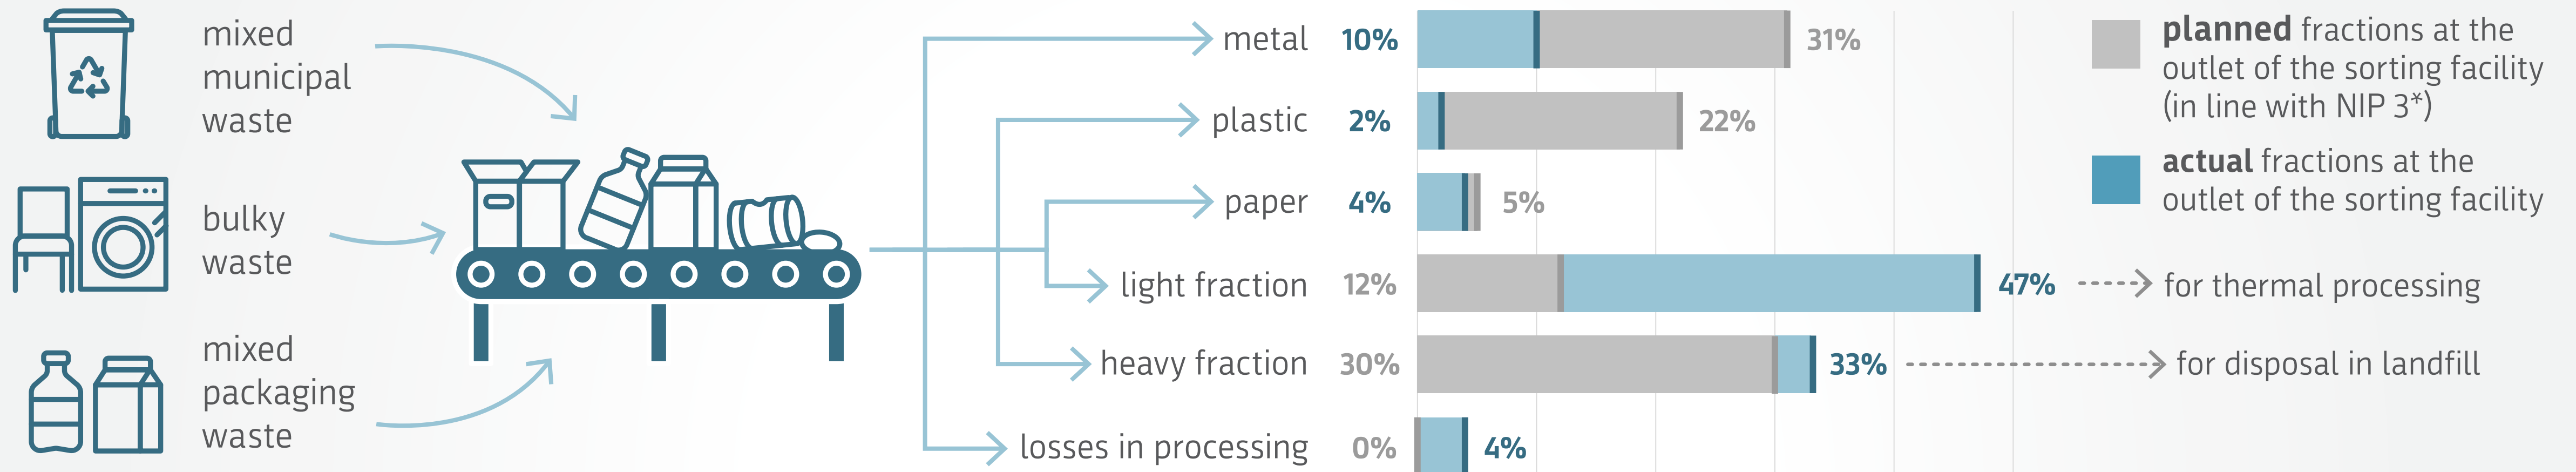 mixed
municipal
waste
bulky
waste
mixed
packaging
waste
metal 10% 31%
plastic 2% 22%
paper 4% 5%
light fraction 12% 47% for thermal processing
heavy fraction 30% 33% for disposal in landfill
losses in processing 0% 4%
planned fractions at the
outlet of the sorting facility
(in line with NIP 3*)
actual fractions at the
outlet of the sorting facility